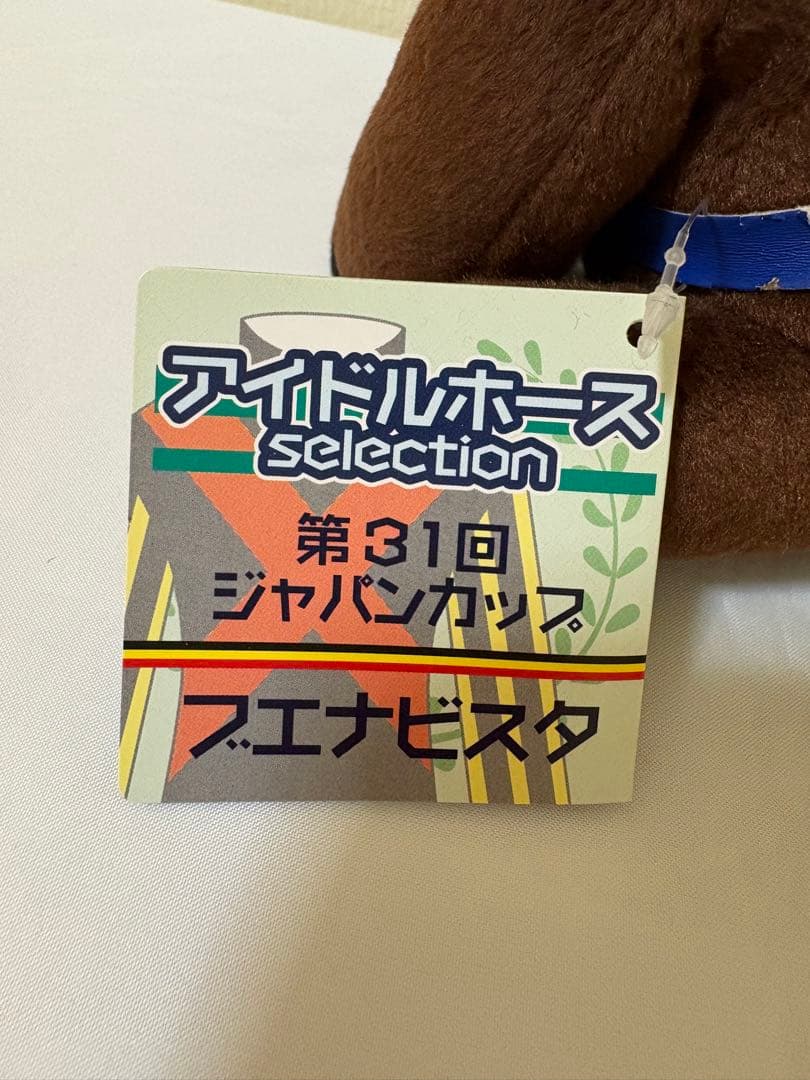 アイドルホース
selection
第31回
ジャパンカップ
ブエナビスタ